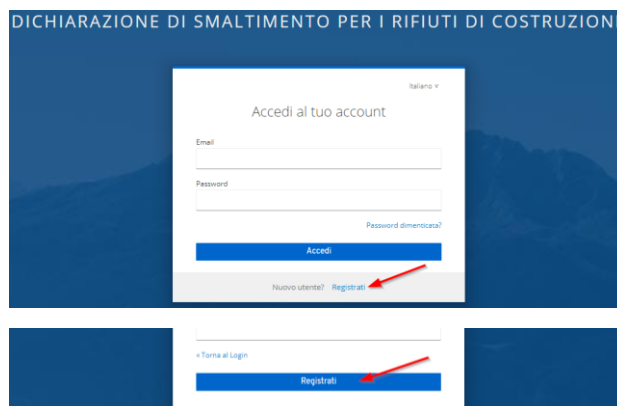 DICHIARAZIONE DI SMALTIMENTO PER I RIFIUTI DI COSTRUZION
Italiano
Accedi al tuo account
Email
Password
Password dimenticata?
Accedi
Nuovo utente? Registrati
« Torna al Login
Registrati